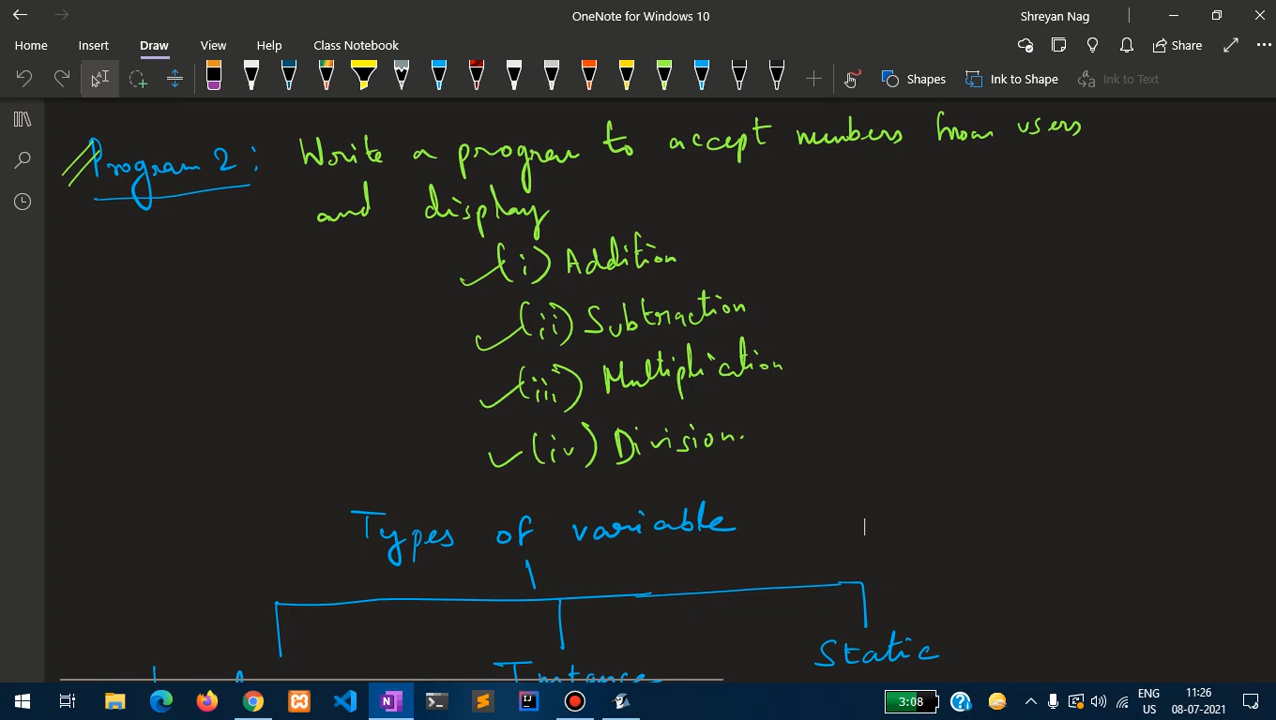 OneNote for Windows 10
Shreyan Nag
Home Insert Draw View Help Class Notebook
Share
Shapes Ink to Shape Ink to Text
Program 2: Write a program to accept numbers from users
and display
(i) Addition
(ii) Subtraction
(iii) Multiplication
(iv) Division.
Types of variable
Instance Static
3:08
ENG 11:26
US 08-07-2021